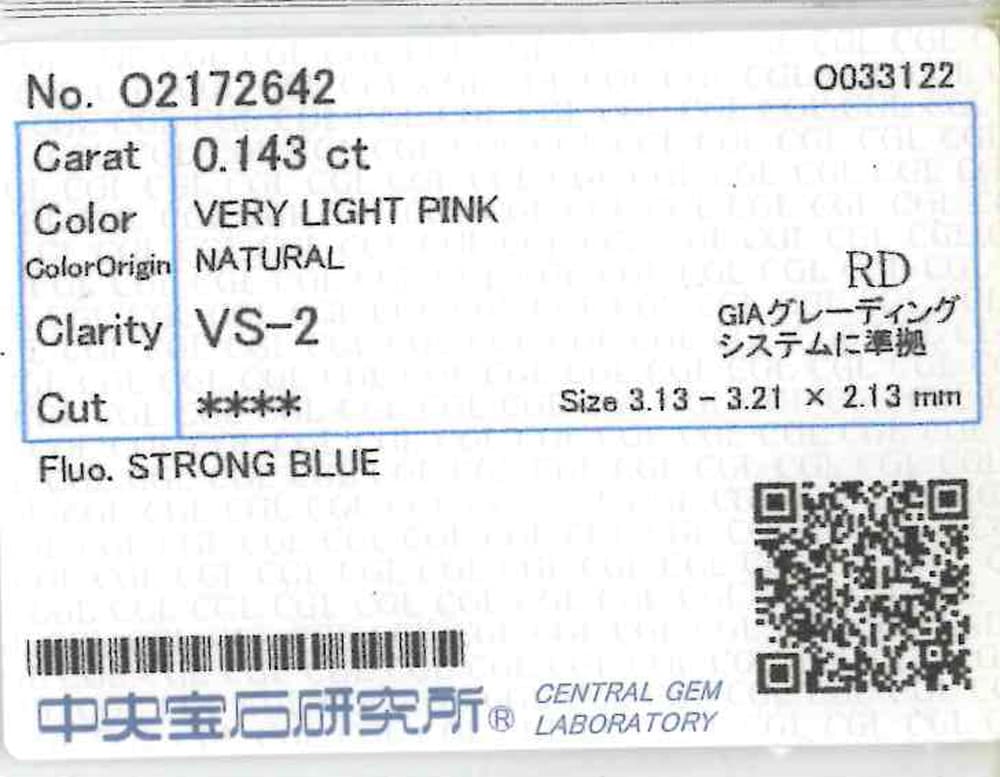 No. O2172642
O033122
Carat 0.143 ct
Color VERY LIGHT PINK
ColorOrigin NATURAL
RD
Clarity VS-2
GIAグレーディング
システムに準拠
Cut ****
Size 3.13 - 3.21 × 2.13 mm
Fluo. STRONG BLUE
中央宝石研究所®
CENTRAL GEM
LABORATORY